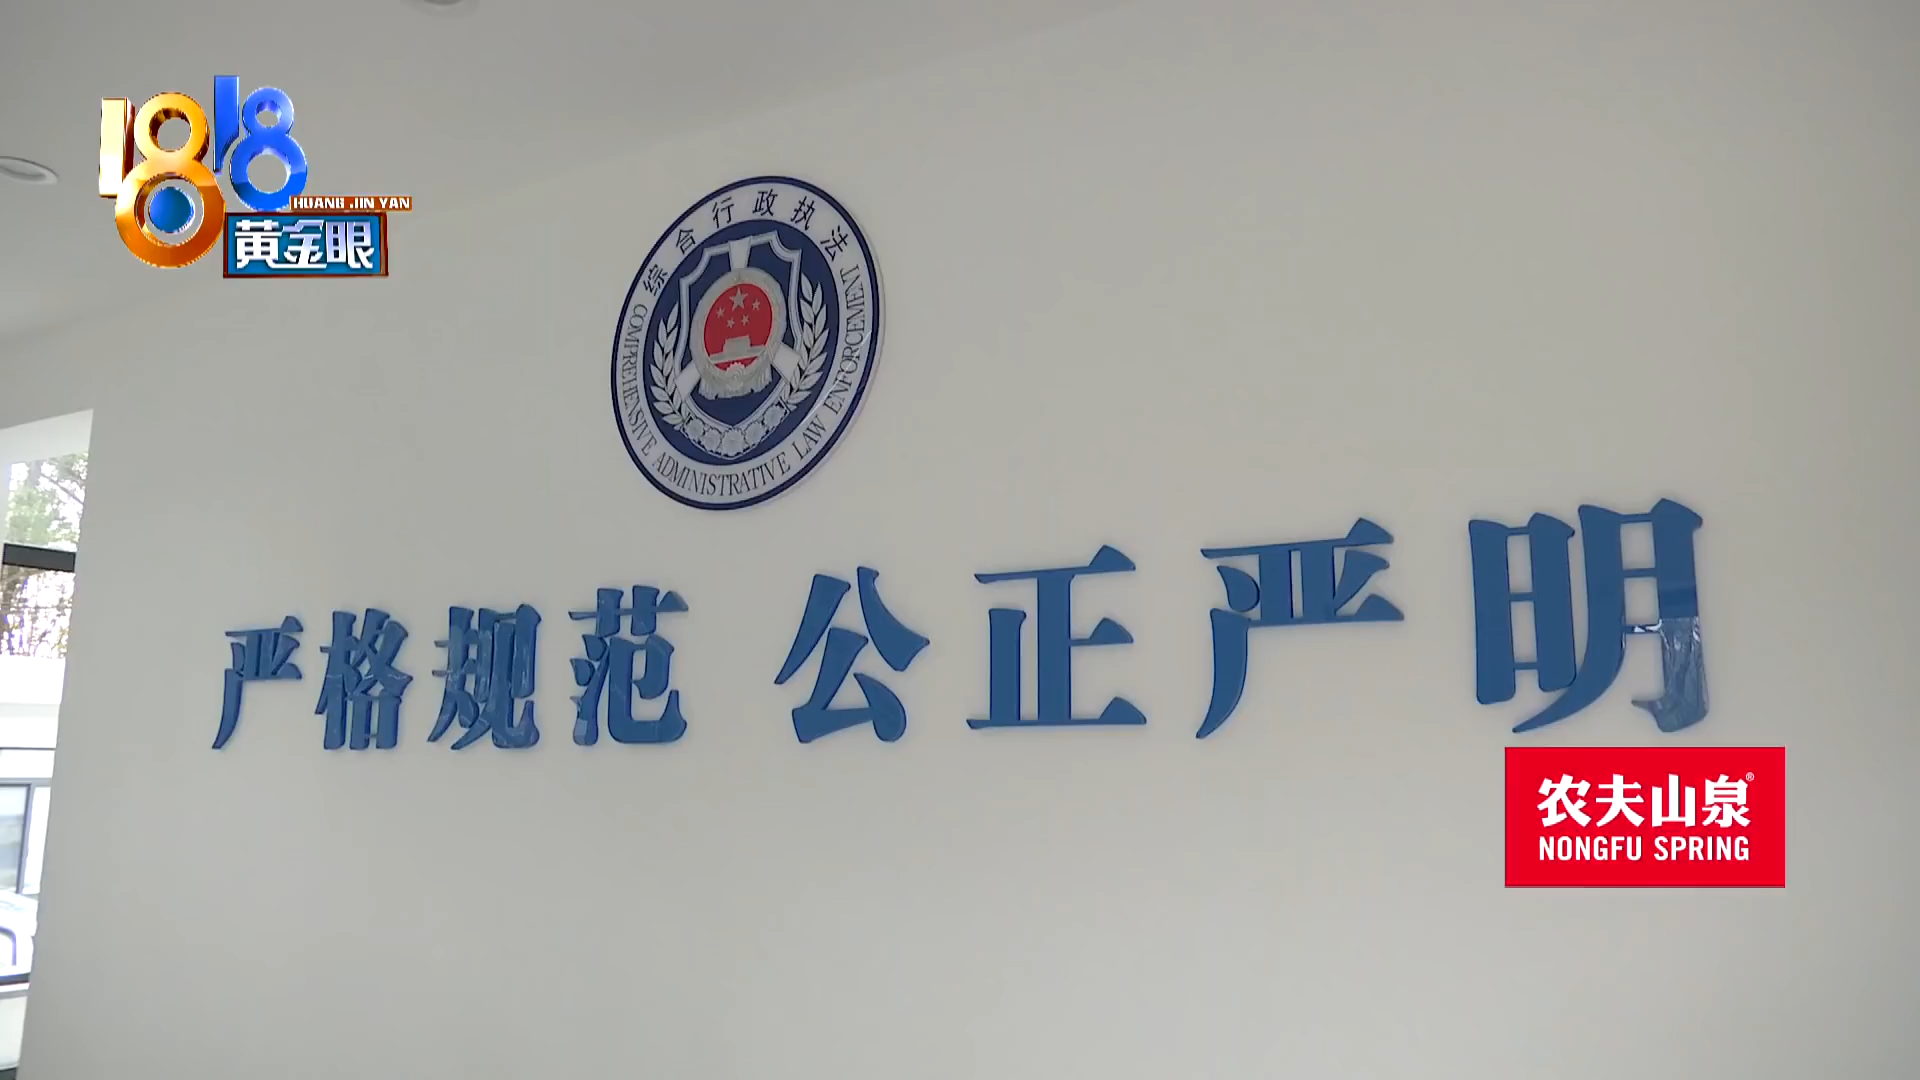 1818
HUANG JIN YAN
黄金眼
综合行政执法
COMPREHENSIVE ADMINISTRATIVE LAW ENFORCEMENT
严格规范 公正严明
农夫山泉®
NONGFU SPRING